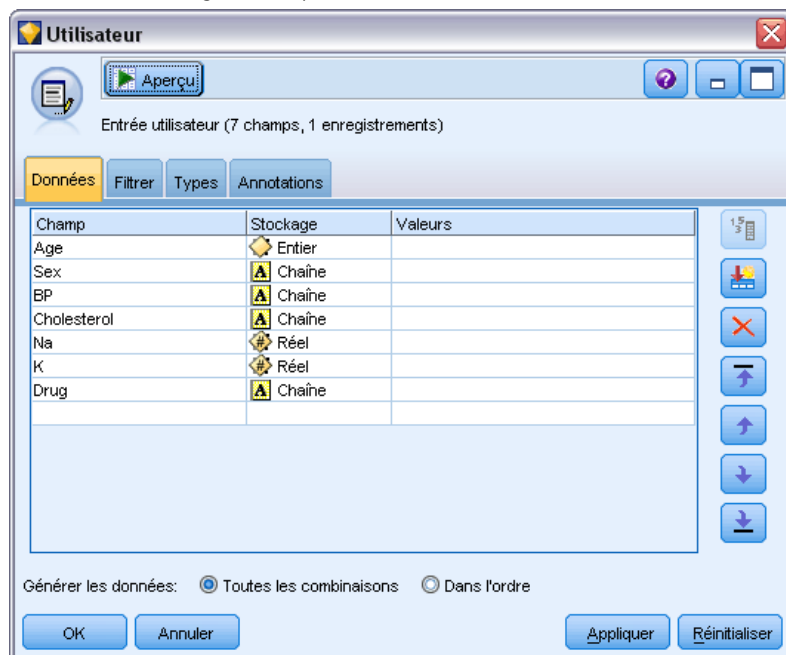 Utilisateur
Aperçu
Entrée utilisateur (7 champs, 1 enregistrements)
Données Filtrer Types Annotations
Champ Stockage Valeurs
Age Entier
Sex A Chaîne
BP A Chaîne
Cholesterol A Chaîne
Na # Réel
K # Réel
Drug A Chaîne
Générer les données: Toutes les combinaisons Dans l'ordre
OK Annuler Appliquer Réinitialiser